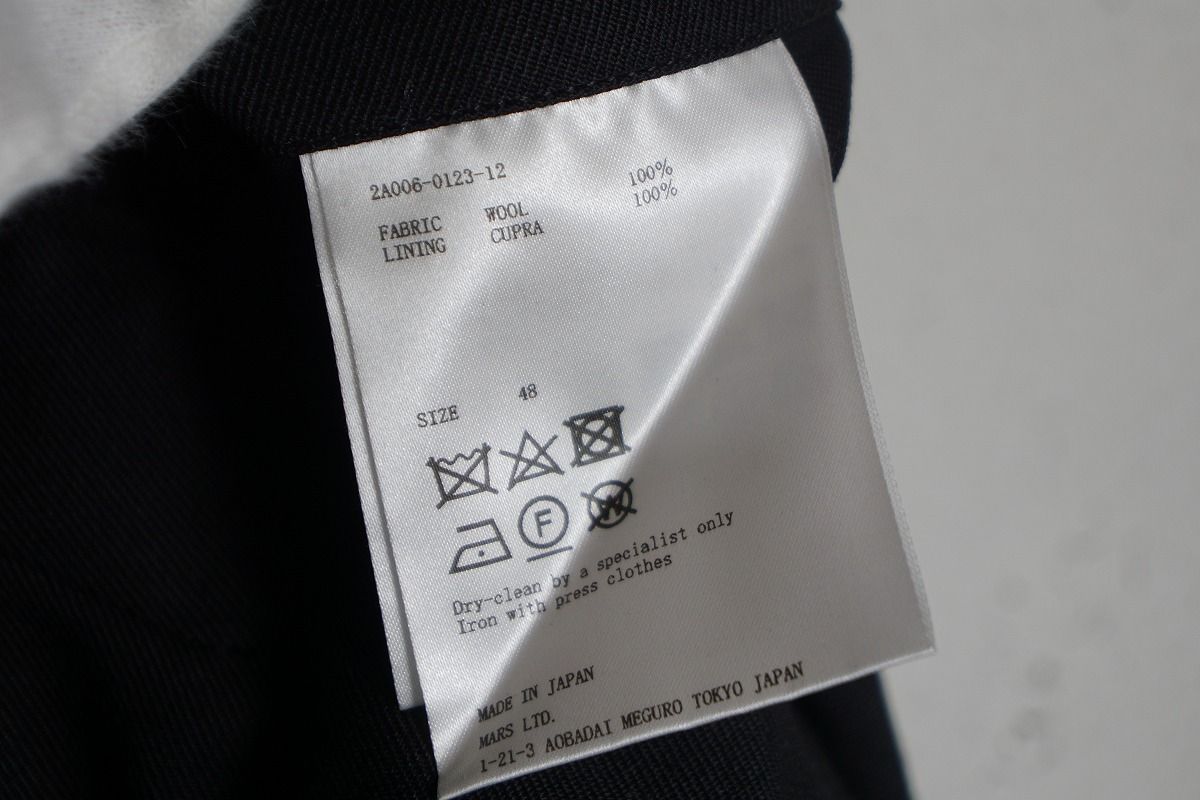 2A006-0123-12
FABRIC WOOL 100%
LINING CUPRA 100%
SIZE 48
F W
Dry-clean by a specialist only
Iron with press clothes
MADE IN JAPAN
MARS LTD.
1-21-3 AOBADAI MEGURO TOKYO JAPAN